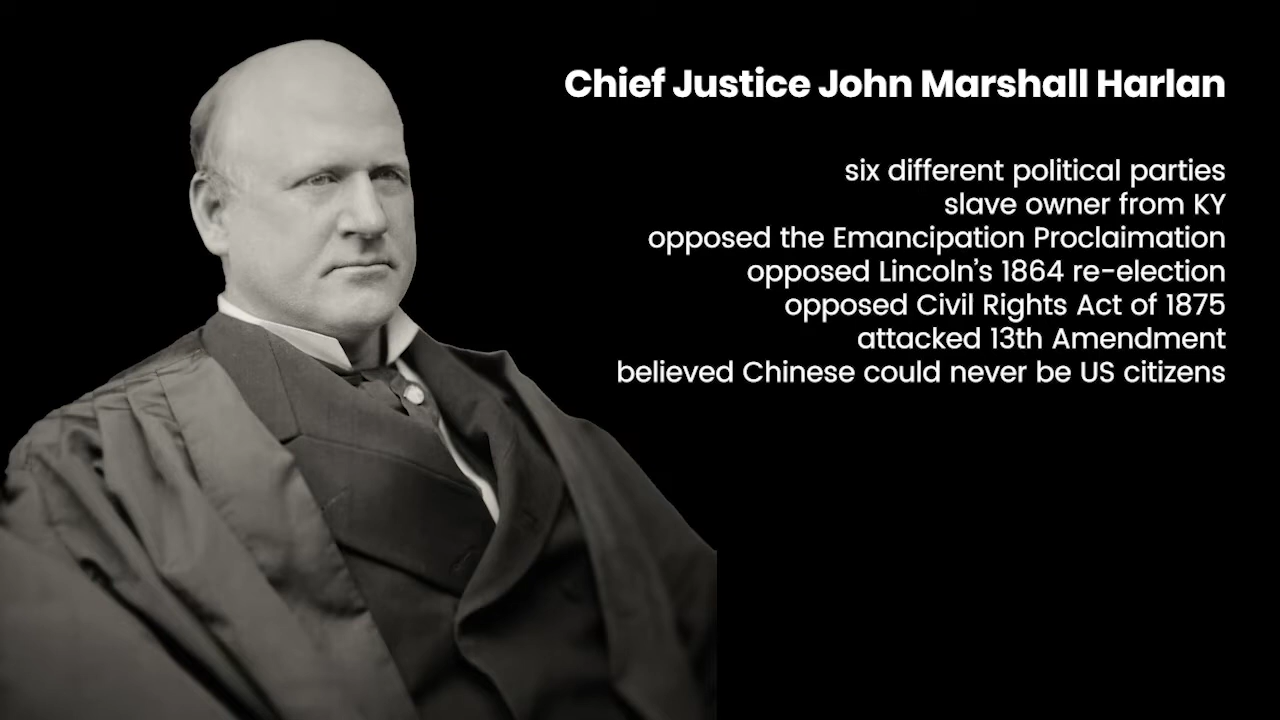 Chief Justice John Marshall Harlan
six different political parties
slave owner from KY
opposed the Emancipation Proclaimation
opposed Lincoln’s 1864 re-election
opposed Civil Rights Act of 1875
attacked 13th Amendment
believed Chinese could never be US citizens